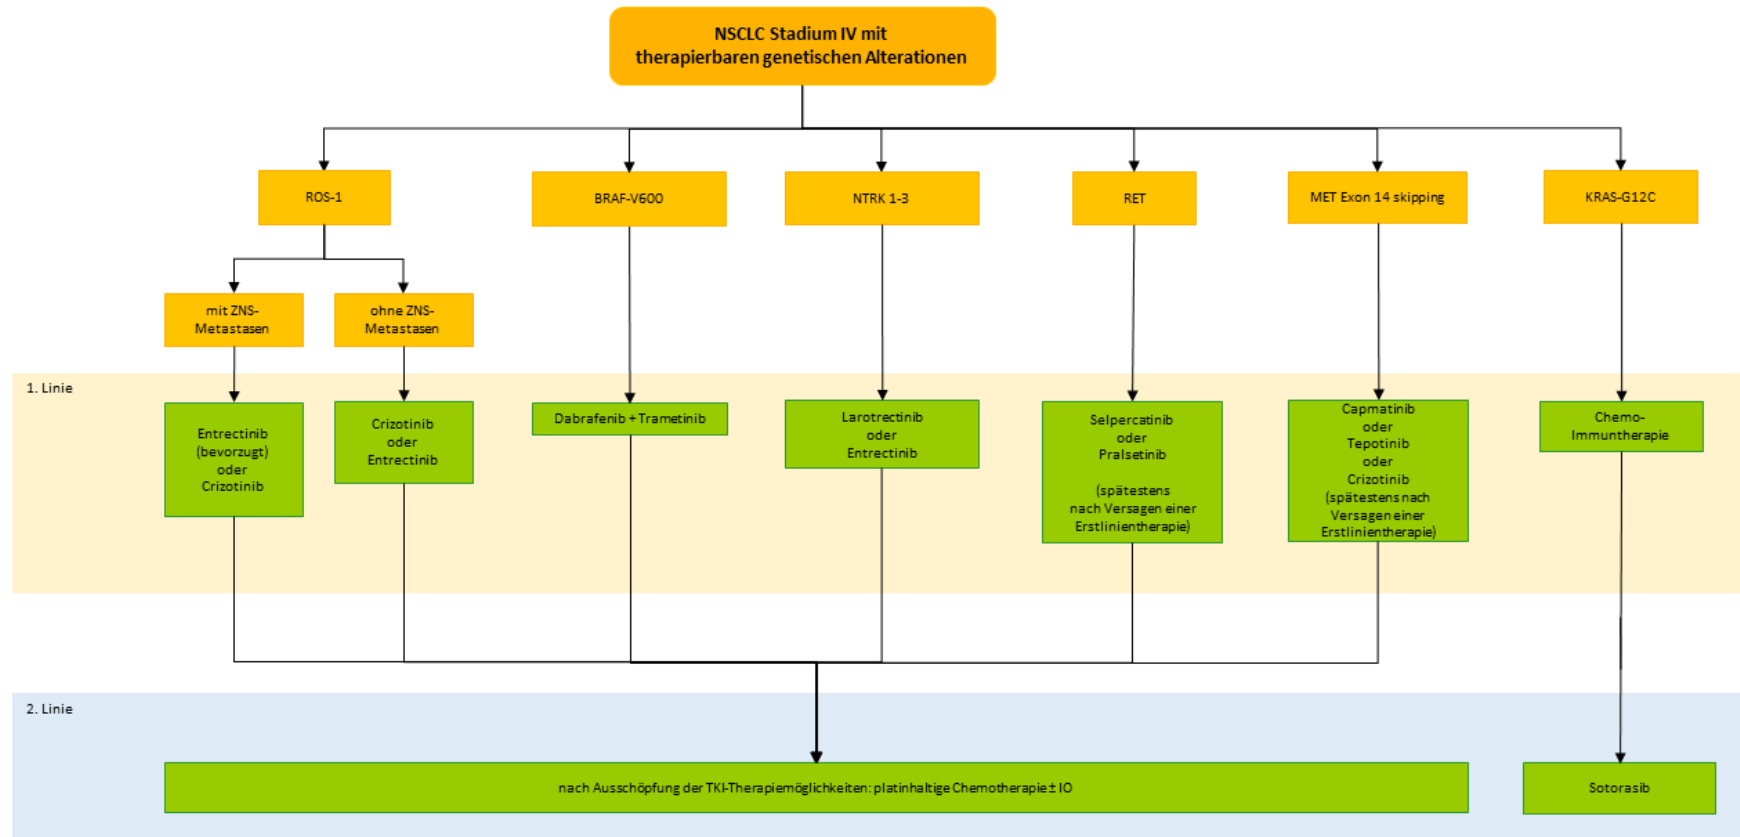 NSCLC Stadium IV mit
therapierbaren genetischen Alterationen
ROS-1
BRAF-V600
NTRK 1-3
RET
MET Exon 14 skipping
KRAS-G12C
mit ZNS-
Metastasen
ohne ZNS-
Metastasen
1. Linie
Entrectinib
(bevorzugt)
oder
Crizotinib
Crizotinib
oder
Entrectinib
Dabrafenib + Trametinib
Larotrectinib
oder
Entrectinib
Selpercatinib
oder
Pralsetinib
(spätestens
nach Versagen einer
Erstlinientherapie)
Capmatinib
oder
Tepotinib
oder
Crizotinib
(spätestens nach
Versagen einer
Erstlinientherapie)
Chemo-
Immuntherapie
2. Linie
nach Ausschöpfung der TKI-Therapiemöglichkeiten: platinhaltige Chemotherapie ± IO
Sotorasib